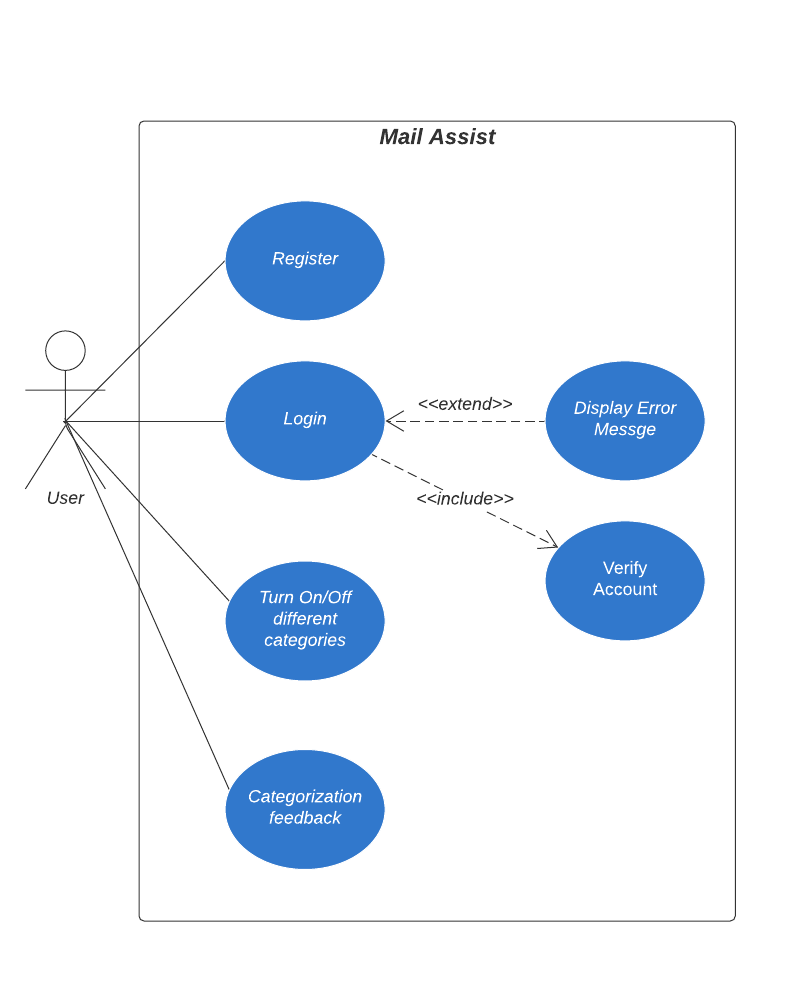 Mail Assist
Register
Login
<<extend>>
Display Error
Messge
User
<<include>>
Verify
Account
Turn On/Off
different
categories
Categorization
feedback